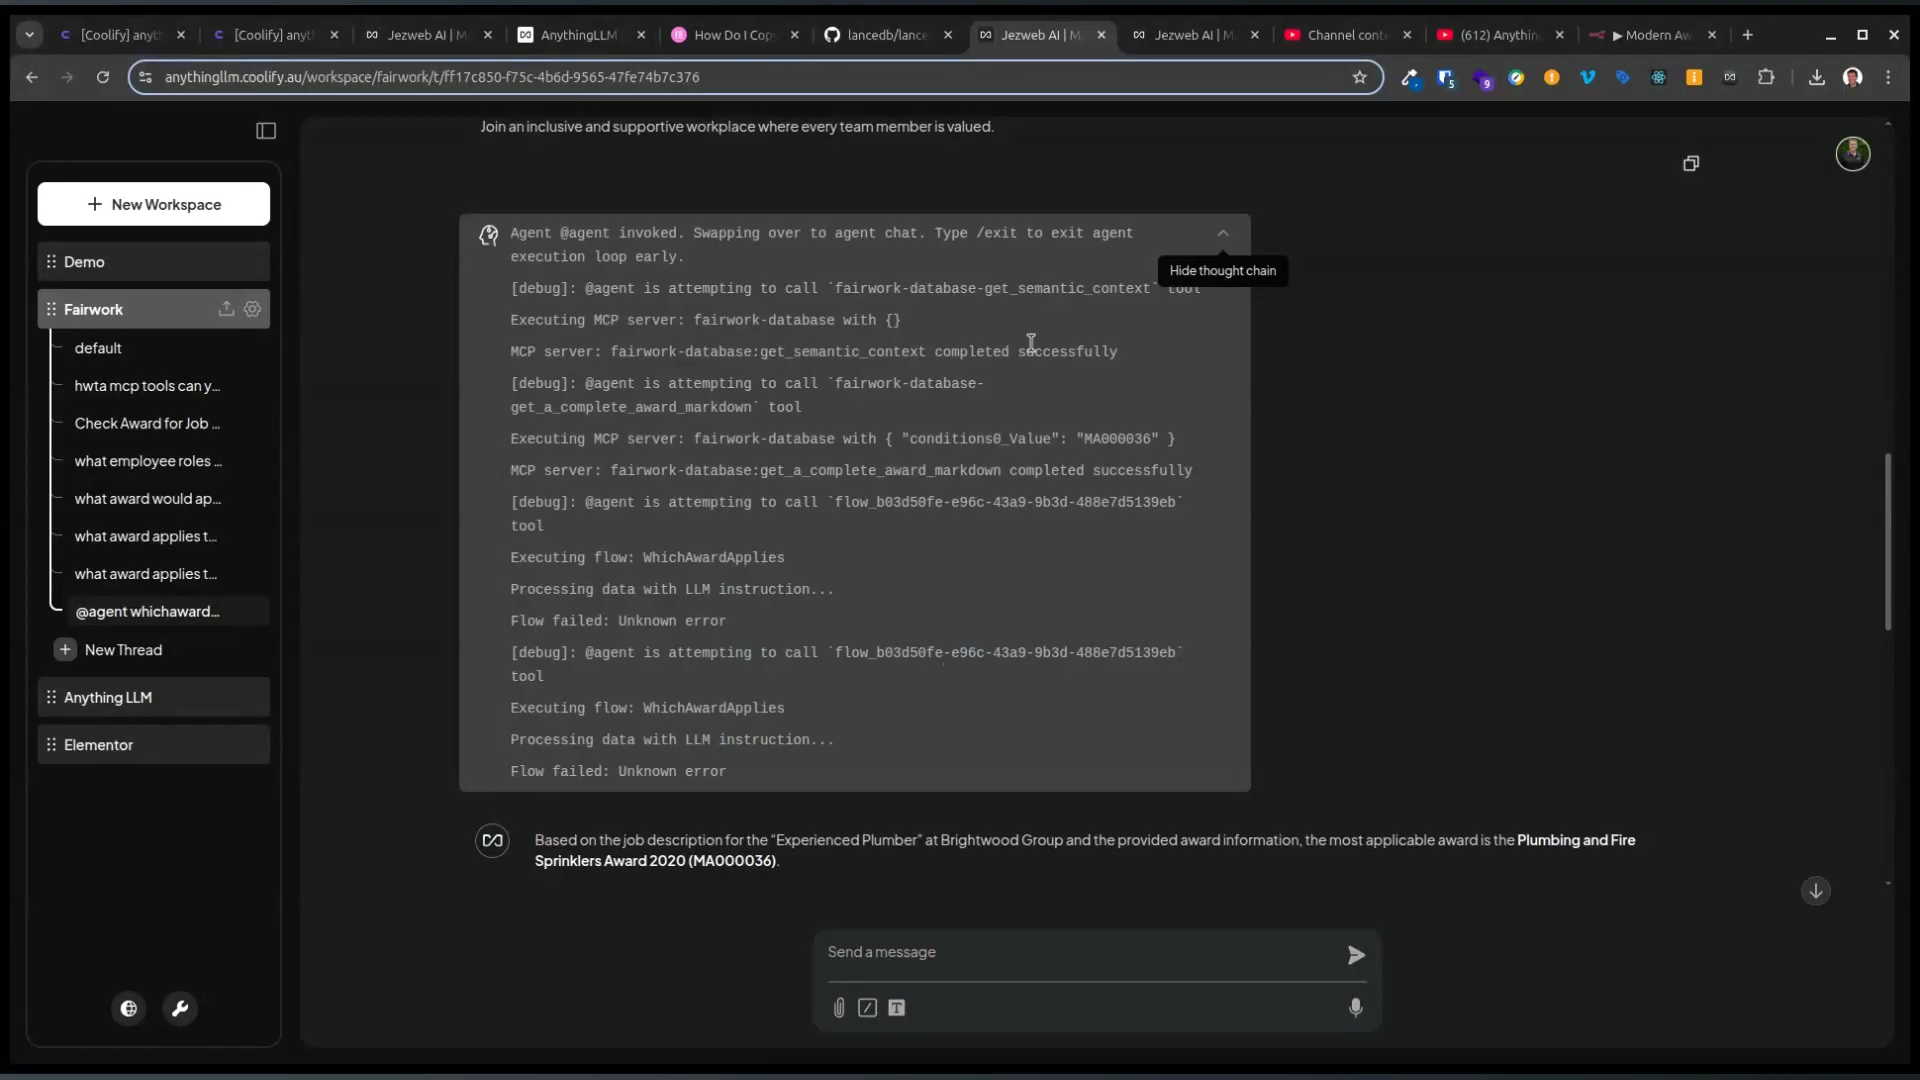 [Coolify] anyth
[Coolify] anyth
Jezweb AI | M
AnythingLLM
How Do I Cop
lancedb/lance
Jezweb AI | M
Jezweb AI | M
Channel cont
(612) Anythin
▶ Modern Aw
anythingllm.coolify.au/workspace/fairwork/t/ff17c850-f75c-4b6d-9565-47fe74b7c376
5
9
Join an inclusive and supportive workplace where every team member is valued.
+ New Workspace
Demo
Fairwork
default
hwta mcp tools can y...
Check Award for Job ...
what employee roles ...
what award would ap...
what award applies t...
what award applies t...
@agent whichaward...
+ New Thread
Anything LLM
Elementor
Agent @agent invoked. Swapping over to agent chat. Type /exit to exit agent
execution loop early.
Hide thought chain
[debug]: @agent is attempting to call `fairwork-database-get_semantic_context` tool
Executing MCP server: fairwork-database with {}
MCP server: fairwork-database:get_semantic_context completed successfully
[debug]: @agent is attempting to call `fairwork-database-
get_a_complete_award_markdown` tool
Executing MCP server: fairwork-database with { "conditions0_Value": "MA000036" }
MCP server: fairwork-database:get_a_complete_award_markdown completed successfully
[debug]: @agent is attempting to call `flow_b03d50fe-e96c-43a9-9b3d-488e7d5139eb`
tool
Executing flow: WhichAwardApplies
Processing data with LLM instruction...
Flow failed: Unknown error
[debug]: @agent is attempting to call `flow_b03d50fe-e96c-43a9-9b3d-488e7d5139eb`
tool
Executing flow: WhichAwardApplies
Processing data with LLM instruction...
Flow failed: Unknown error
Based on the job description for the “Experienced Plumber” at Brightwood Group and the provided award information, the most applicable award is the Plumbing and Fire
Sprinklers Award 2020 (MA000036).
Send a message
T